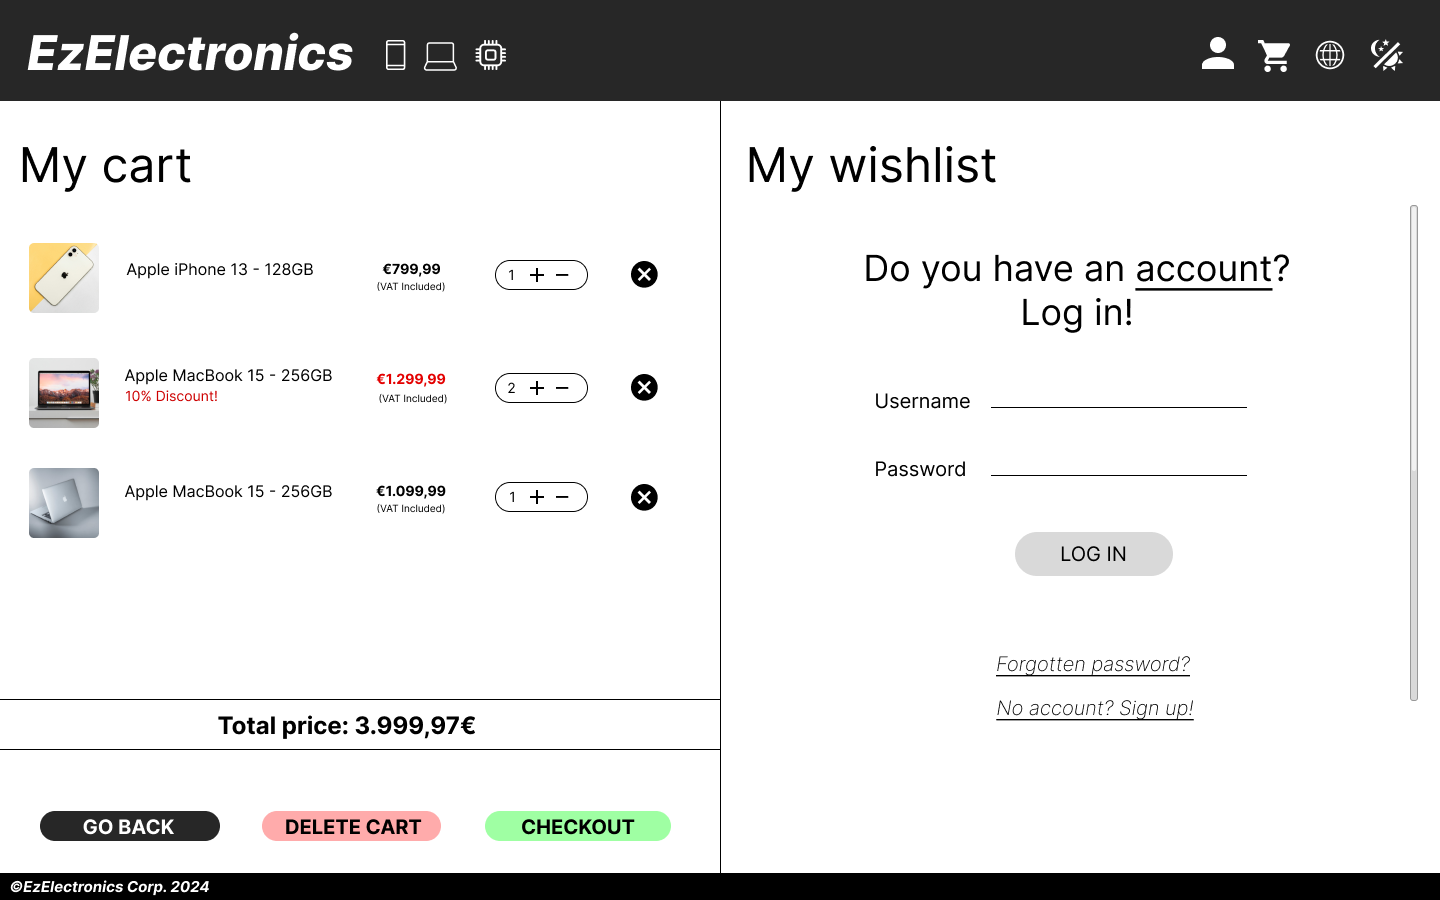 EzElectronics
My cart
Apple iPhone 13 - 128GB
€799,99
(VAT Included)
1
Apple MacBook 15 - 256GB
10% Discount!
€1.299,99
(VAT Included)
2
Apple MacBook 15 - 256GB
€1.099,99
(VAT Included)
1
Total price: 3.999,97€
GO BACK
DELETE CART
CHECKOUT
My wishlist
Do you have an account?
Log in!
Username
Password
LOG IN
Forgotten password?
No account? Sign up!
©EzElectronics Corp. 2024